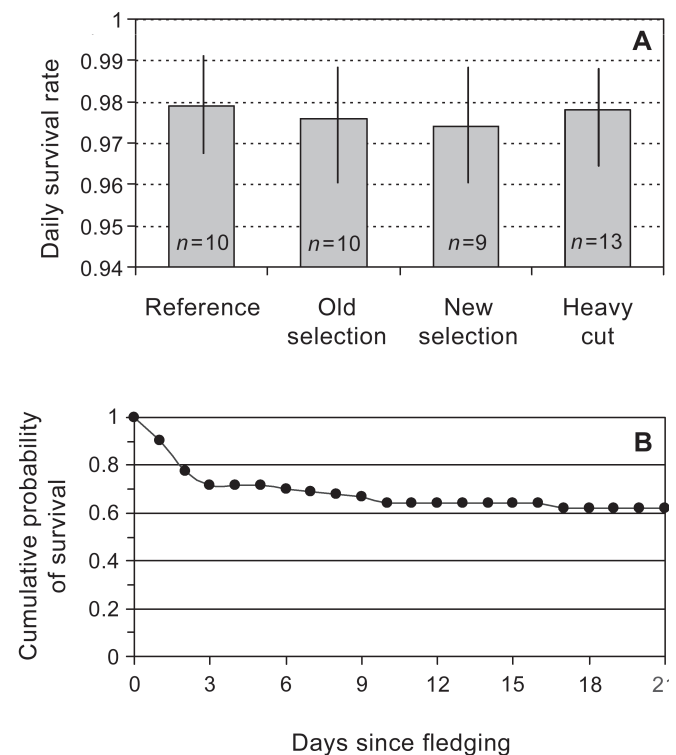 A
Daily survival rate
1
0.99
0.98
0.97
0.96
0.95
0.94
n=10
n=10
n=9
n=13
Reference
Old
selection
New
selection
Heavy
cut
B
Cumulative probability
of survival
1
0.8
0.6
0.4
0.2
0
0 3 6 9 12 15 18
Days since fledging